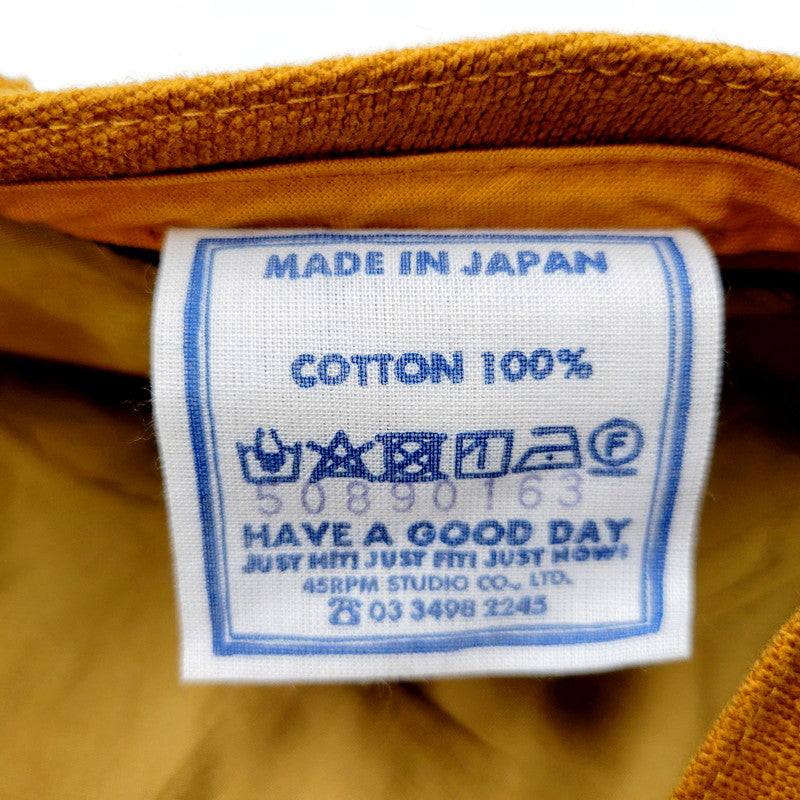 MADE IN JAPAN
COTTON 100%
F
50890163
HAVE A GOOD DAY
JUST HIT! JUST FIT! JUST NOW!
45RPM STUDIO CO., LTD.
☎ 03 3498 2245